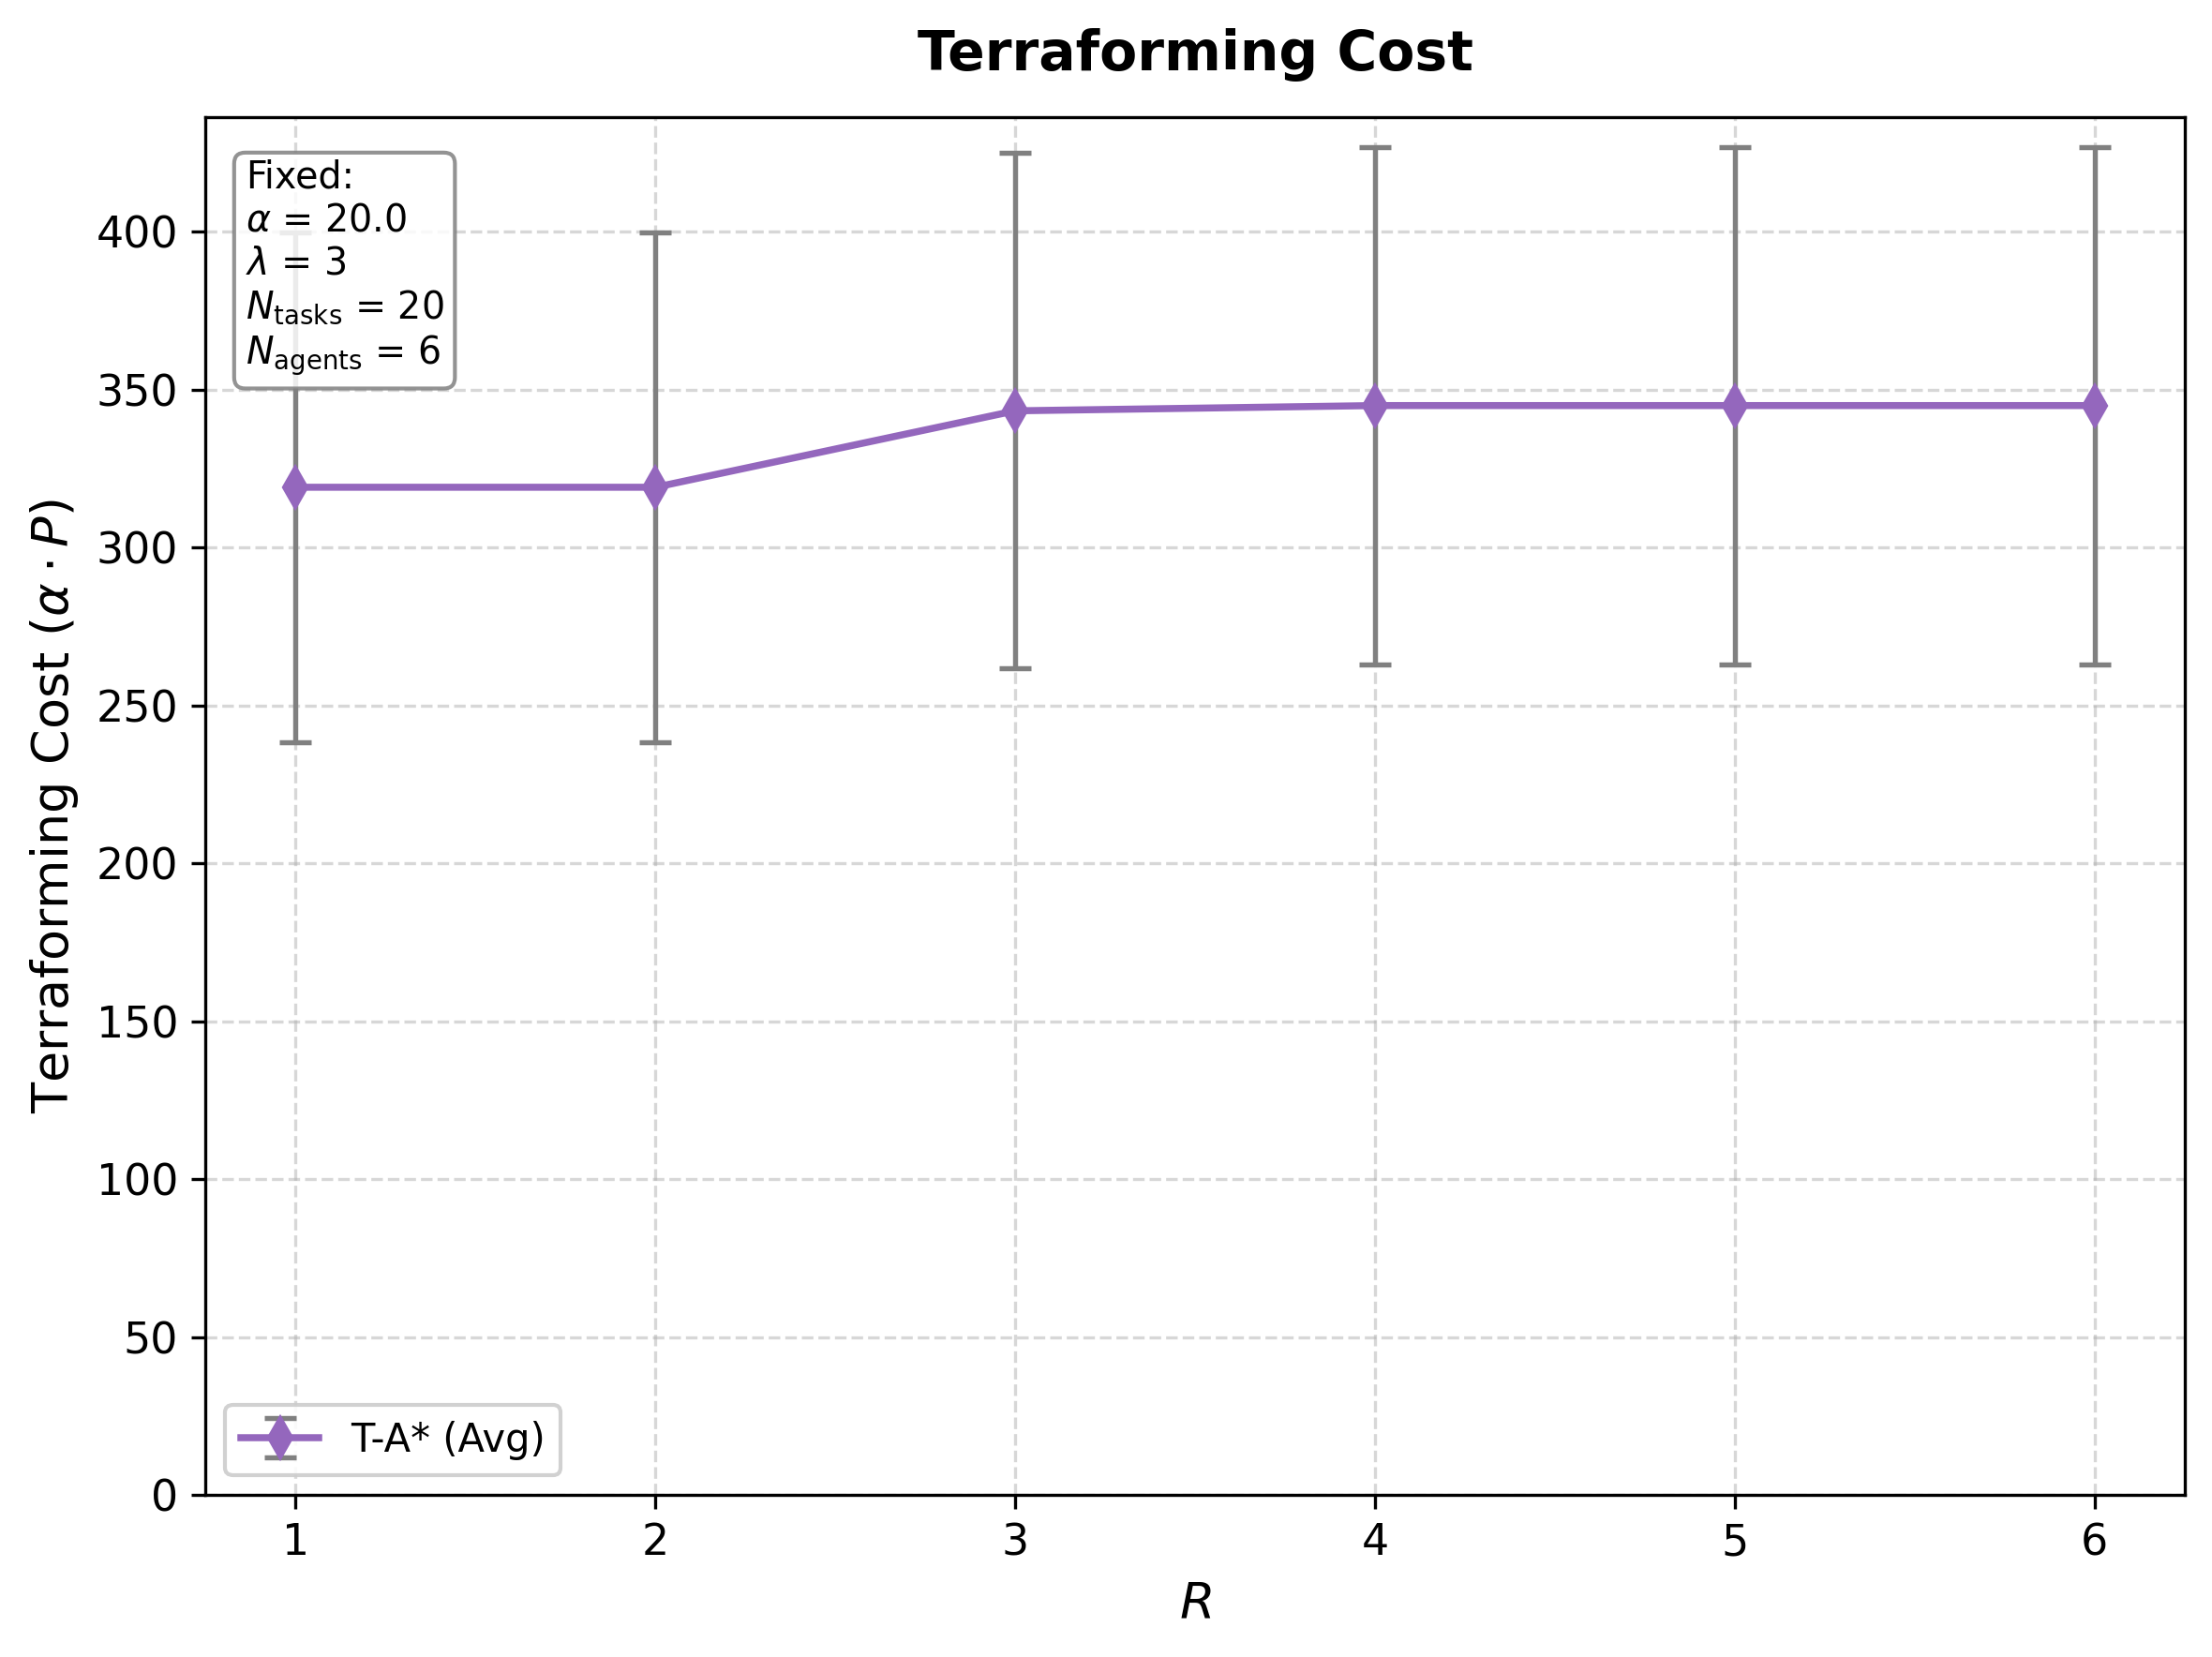 Terraforming Cost
Fixed:
α = 20.0
λ = 3
N_tasks = 20
N_agents = 6
Terraforming Cost (α · P)
400
350
300
250
200
150
100
50
0
T-A* (Avg)
1 2 3 4 5 6
R